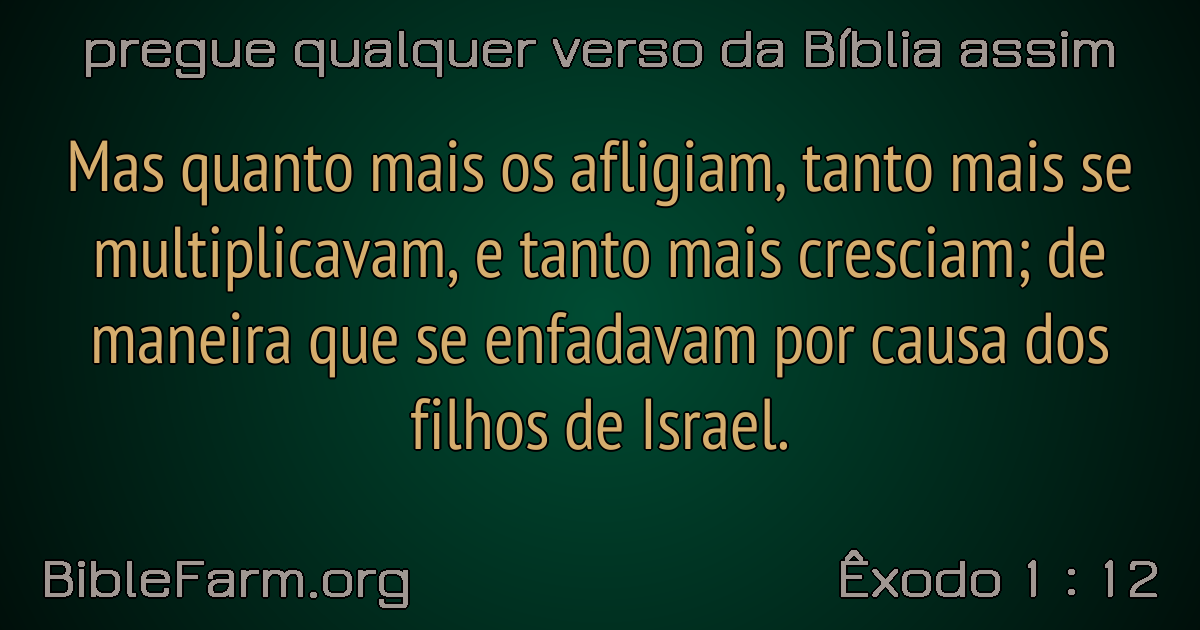 pregue qualquer verso da Bíblia assim
Mas quanto mais os afligiam, tanto mais se
multiplicavam, e tanto mais cresciam; de
maneira que se enfadavam por causa dos
filhos de Israel.
BibleFarm.org
Êxodo 1 : 12